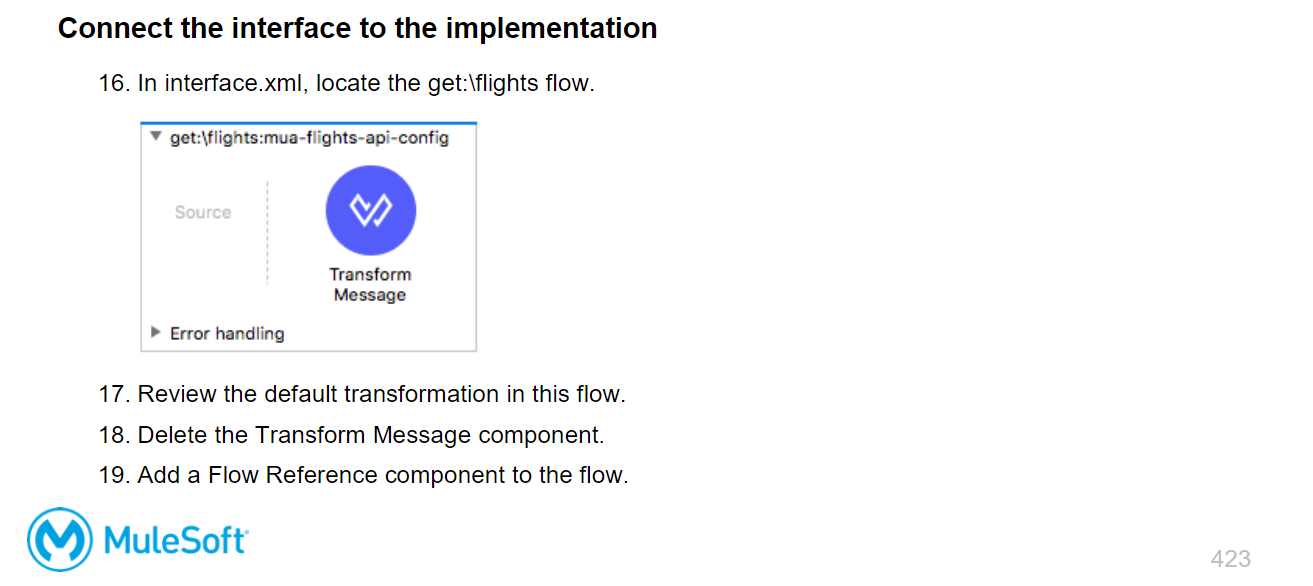 Connect the interface to the implementation
16. In interface.xml, locate the get:\flights flow.
get:\flights:mua-flights-api-config
Source
Transform
Message
Error handling
17. Review the default transformation in this flow.
18. Delete the Transform Message component.
19. Add a Flow Reference component to the flow.
MuleSoft
423